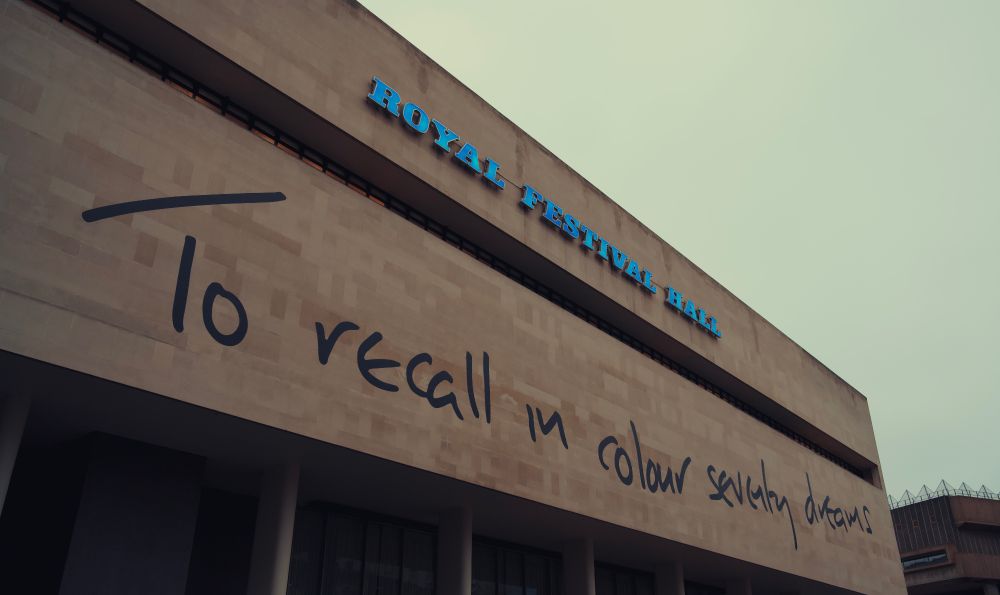 ROYAL FESTIVAL HALL
To recall in colour seventy dreams